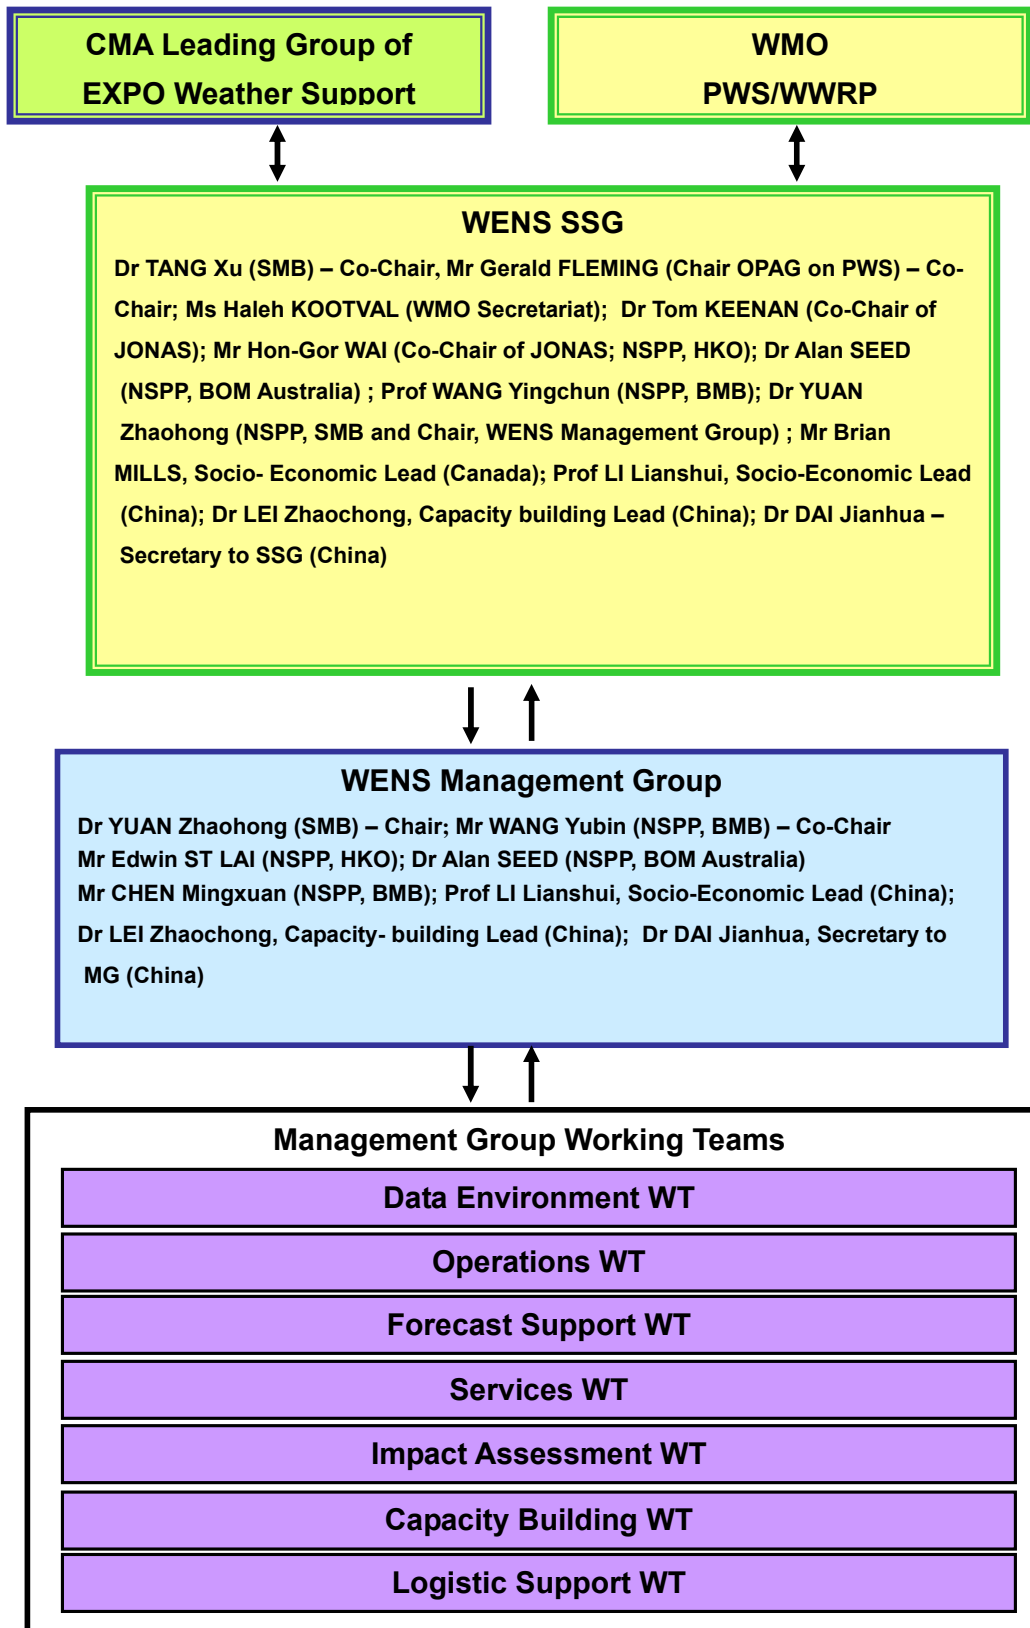 CMA Leading Group of
EXPO Weather Support
WMO
PWS/WWRP
WENS SSG
Dr TANG Xu (SMB) – Co-Chair, Mr Gerald FLEMING (Chair OPAG on PWS) – Co-
Chair; Ms Haleh KOOTVAL (WMO Secretariat); Dr Tom KEENAN (Co-Chair of
JONAS); Mr Hon-Gor WAI (Co-Chair of JONAS; NSPP, HKO); Dr Alan SEED
(NSPP, BOM Australia) ; Prof WANG Yingchun (NSPP, BMB); Dr YUAN
Zhaohong (NSPP, SMB and Chair, WENS Management Group) ; Mr Brian
MILLS, Socio- Economic Lead (Canada); Prof LI Lianshui, Socio-Economic Lead
(China); Dr LEI Zhaochong, Capacity building Lead (China); Dr DAI Jianhua –
Secretary to SSG (China)
WENS Management Group
Dr YUAN Zhaohong (SMB) – Chair; Mr WANG Yubin (NSPP, BMB) – Co-Chair
Mr Edwin ST LAI (NSPP, HKO); Dr Alan SEED (NSPP, BOM Australia)
Mr CHEN Mingxuan (NSPP, BMB); Prof LI Lianshui, Socio-Economic Lead (China);
Dr LEI Zhaochong, Capacity- building Lead (China); Dr DAI Jianhua, Secretary to
MG (China)
Management Group Working Teams
Data Environment WT
Operations WT
Forecast Support WT
Services WT
Impact Assessment WT
Capacity Building WT
Logistic Support WT